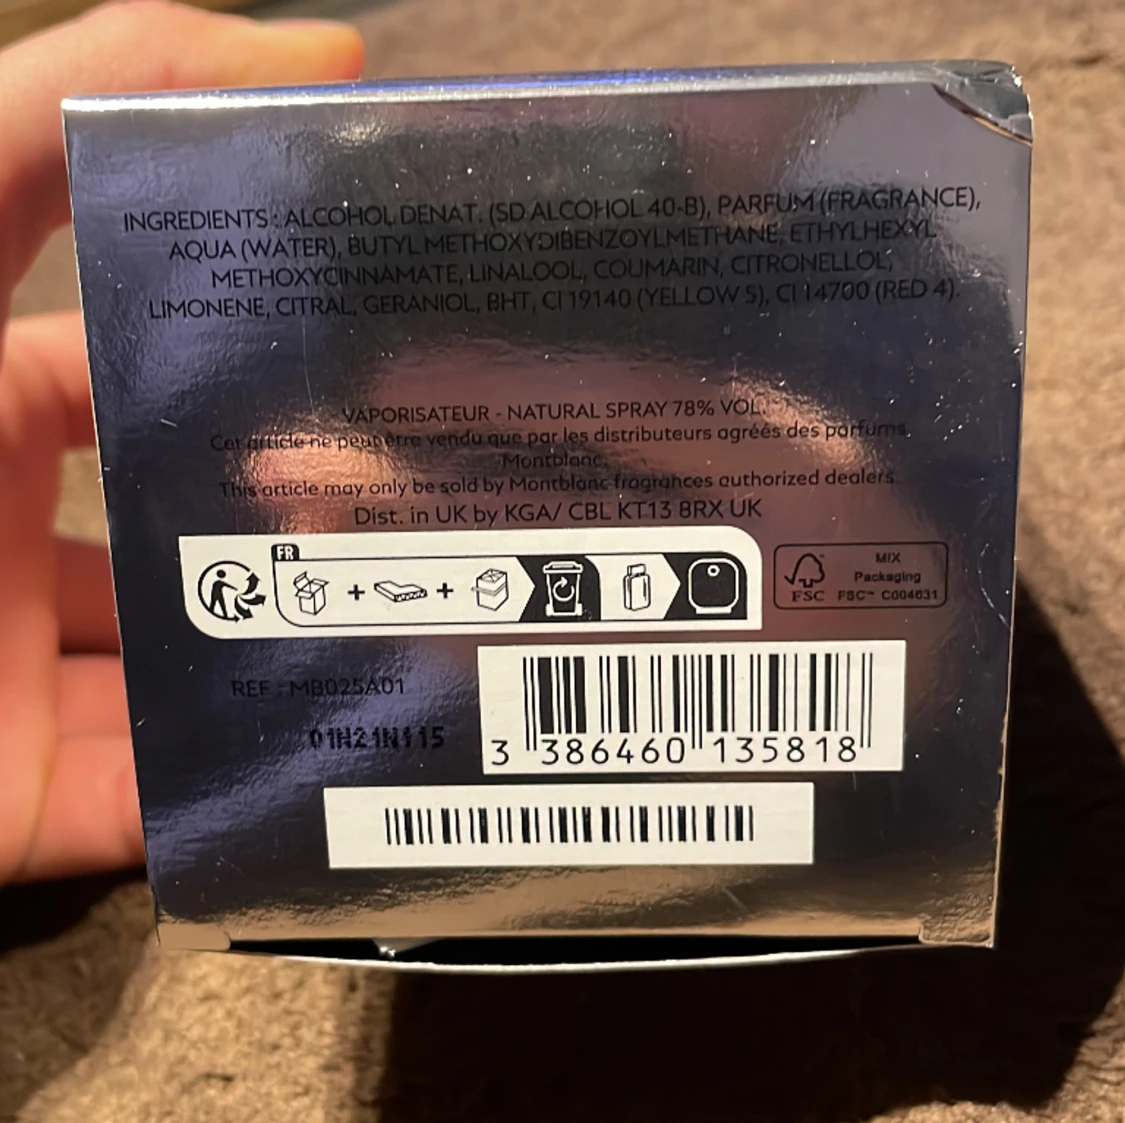 INGREDIENTS : ALCOHOL DENAT. (SD ALCOHOL 40-B), PARFUM (FRAGRANCE),
AQUA (WATER), BUTYL METHOXYDIBENZOYLMETHANE, ETHYLHEXYL
METHOXYCINNAMATE, LINALOOL, COUMARIN, CITRONELLOL,
LIMONENE, CITRAL, GERANIOL, BHT, CI 19140 (YELLOW 5), CI 14700 (RED 4).
VAPORISATEUR - NATURAL SPRAY 78% VOL.
Cet article ne peut être vendu que par les distributeurs agréés des parfums
Montblanc.
This article may only be sold by Montblanc fragrances authorized dealers
Dist. in UK by KGA/ CBL KT13 8RX UK
FR
MIX
Packaging
FSC FSC™ C004631
REF : MB025A01
3 386460 135818